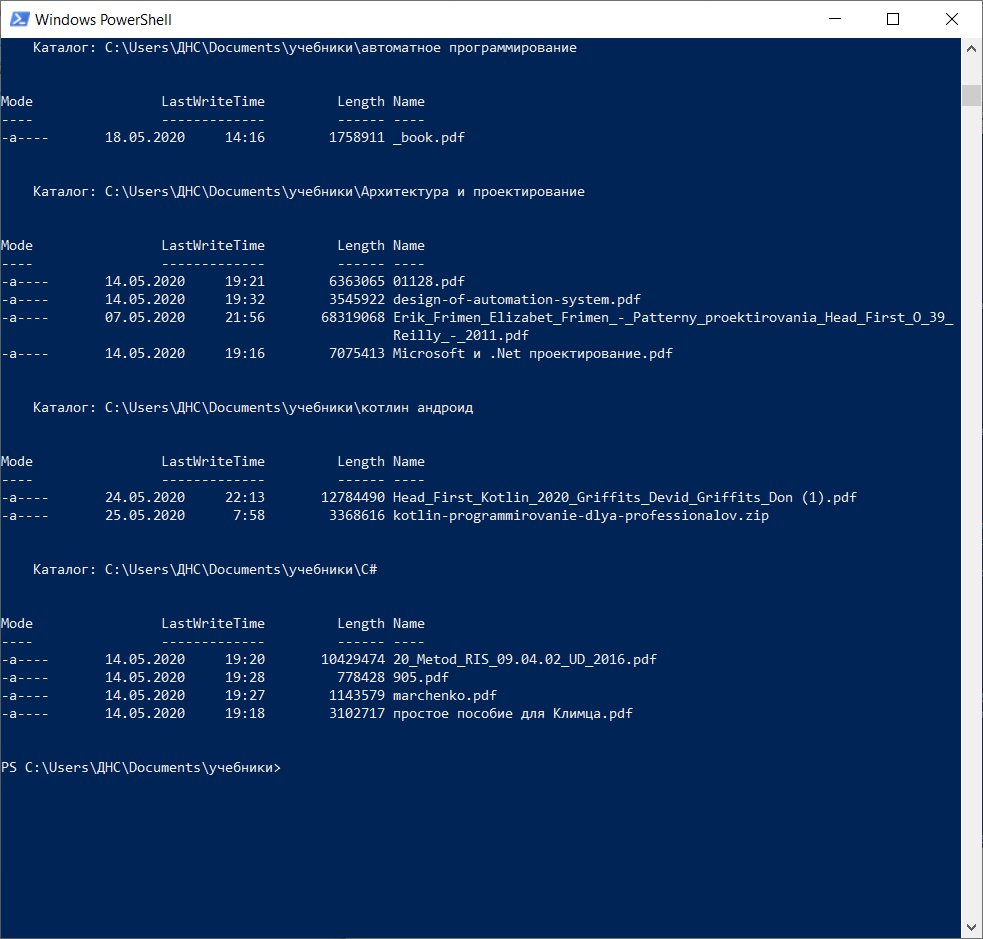 Windows PowerShell
Каталог: C:\Users\ДНС\Documents\учебники\автоматное программирование
Mode LastWriteTime Length Name
---- ------------- ------ ----
-a---- 18.05.2020 14:16 1758911 _book.pdf
Каталог: C:\Users\ДНС\Documents\учебники\Архитектура и проектирование
Mode LastWriteTime Length Name
---- ------------- ------ ----
-a---- 14.05.2020 19:21 6363065 01128.pdf
-a---- 14.05.2020 19:32 3545922 design-of-automation-system.pdf
-a---- 07.05.2020 21:56 68319068 Erik_Frimen_Elizabet_Frimen_-_Patterny_proektirovania_Head_First_O_39_
Reilly_-_2011.pdf
-a---- 14.05.2020 19:16 7075413 Microsoft и .Net проектирование.pdf
Каталог: C:\Users\ДНС\Documents\учебники\котлин андроид
Mode LastWriteTime Length Name
---- ------------- ------ ----
-a---- 24.05.2020 22:13 12784490 Head_First_Kotlin_2020_Griffits_Devid_Griffits_Don (1).pdf
-a---- 25.05.2020 7:58 3368616 kotlin-programmirovanie-dlya-professionalov.zip
Каталог: C:\Users\ДНС\Documents\учебники\C#
Mode LastWriteTime Length Name
---- ------------- ------ ----
-a---- 14.05.2020 19:20 10429474 20_Metod_RIS_09.04.02_UD_2016.pdf
-a---- 14.05.2020 19:28 778428 905.pdf
-a---- 14.05.2020 19:27 1143579 marchenko.pdf
-a---- 14.05.2020 19:18 3102717 простое пособие для Климца.pdf
PS C:\Users\ДНС\Documents\учебники>